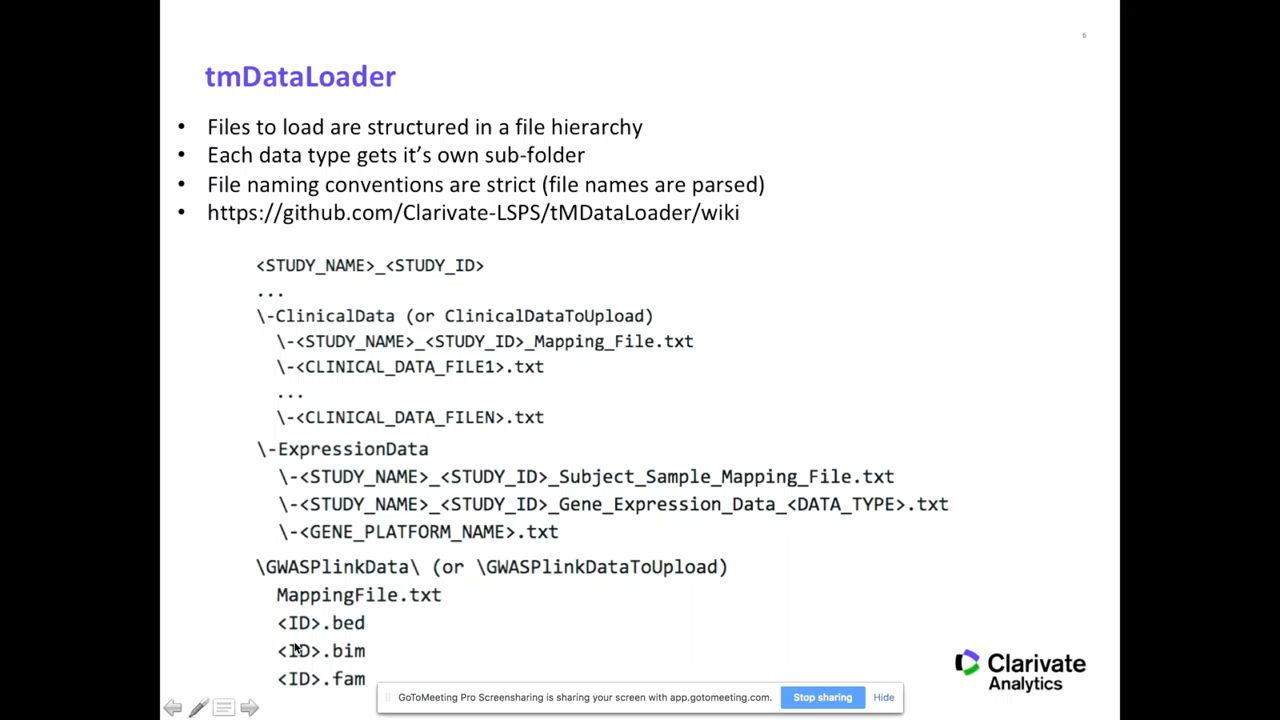 6
tmDataLoader
• Files to load are structured in a file hierarchy
• Each data type gets it's own sub-folder
• File naming conventions are strict (file names are parsed)
• https://github.com/Clarivate-LSPS/tMDataLoader/wiki
<STUDY_NAME>_<STUDY_ID>
...
\-ClinicalData (or ClinicalDataToUpload)
\-<STUDY_NAME>_<STUDY_ID>_Mapping_File.txt
\-<CLINICAL_DATA_FILE1>.txt
...
\-<CLINICAL_DATA_FILEN>.txt
\-ExpressionData
\-<STUDY_NAME>_<STUDY_ID>_Subject_Sample_Mapping_File.txt
\-<STUDY_NAME>_<STUDY_ID>_Gene_Expression_Data_<DATA_TYPE>.txt
\-<GENE_PLATFORM_NAME>.txt
\GWASPlinkData\ (or \GWASPlinkDataToUpload)
MappingFile.txt
<ID>.bed
<ID>.bim
<ID>.fam
Clarivate
Analytics
GoToMeeting Pro Screensharing is sharing your screen with app.gotomeeting.com.
Stop sharing
Hide